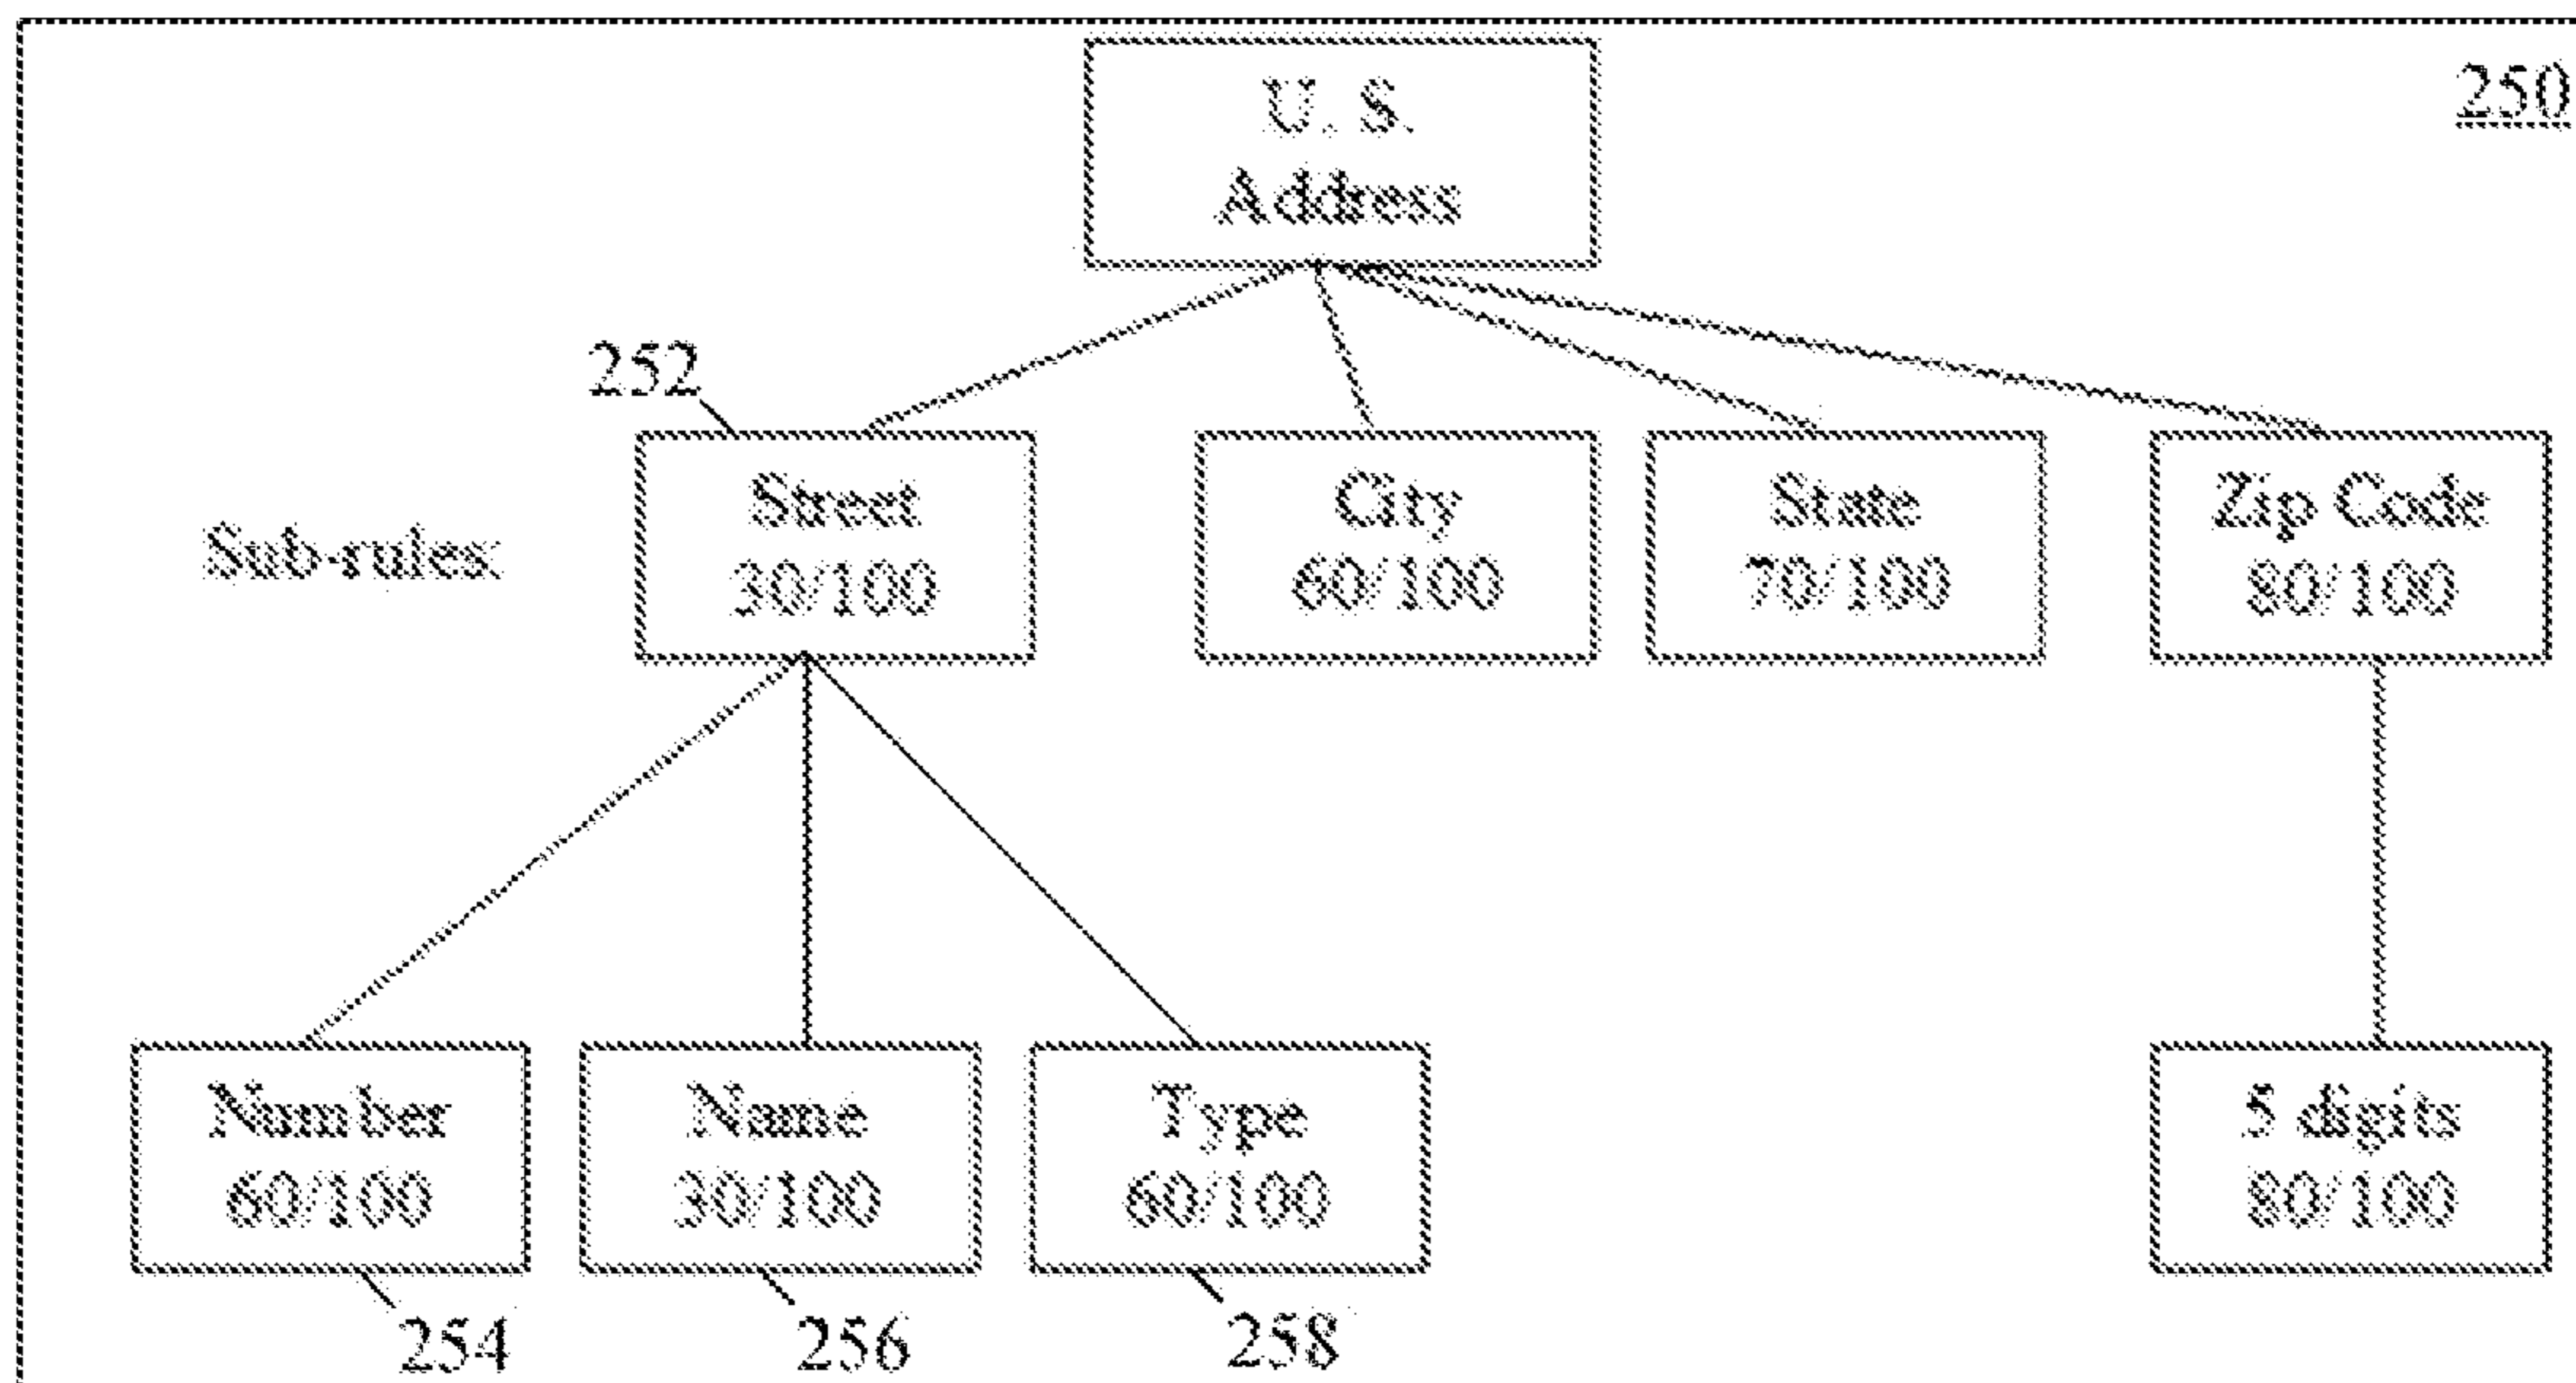 250
U. S.
Address
252
Sub-rules:
Street
30/100
City
60/100
State
70/100
Zip Code
80/100
Number
60/100
Name
30/100
Type
60/100
5 digits
80/100
254
256
258